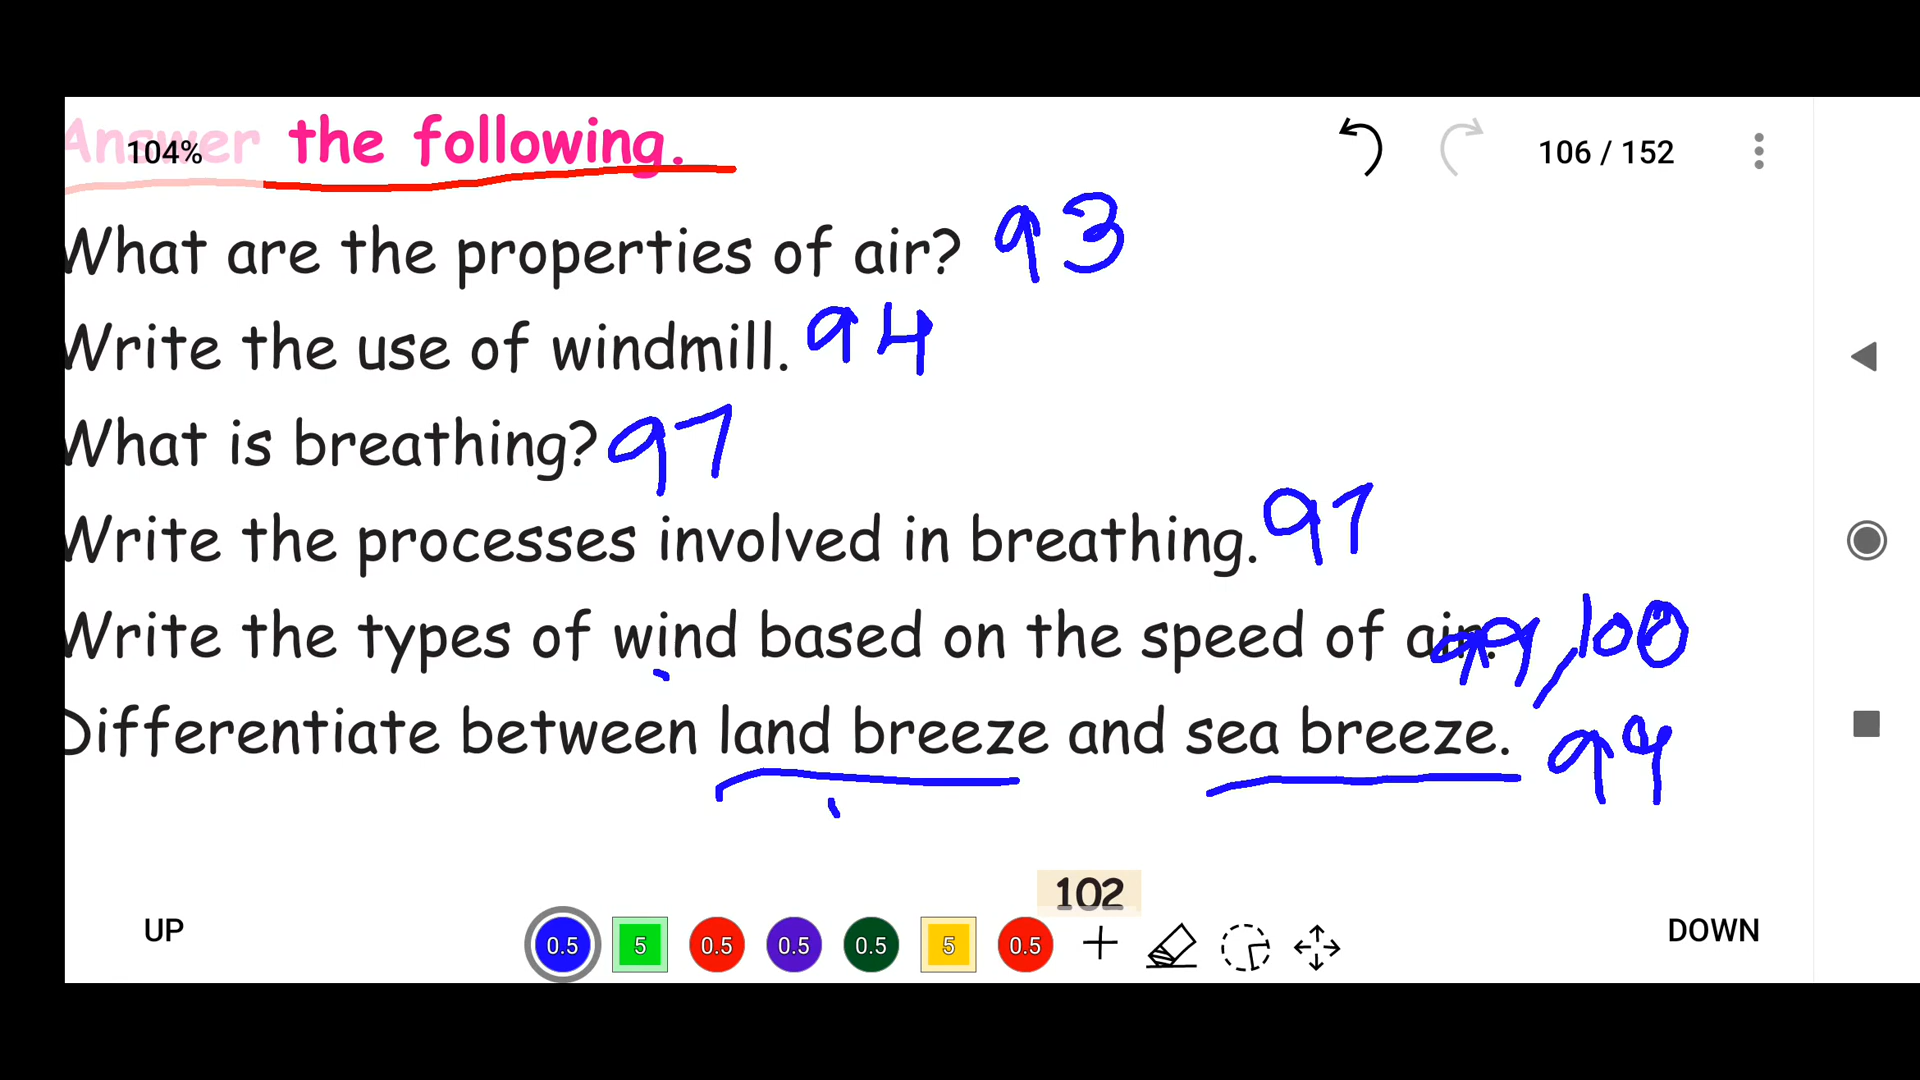 Answer the following.
104%
106 / 152
What are the properties of air? 93
Write the use of windmill. 94
What is breathing? 97
Write the processes involved in breathing. 97
Write the types of wind based on the speed of air. 99,100
Differentiate between land breeze and sea breeze. 99
102
UP
0.5 5 0.5 0.5 0.5 5 0.5
DOWN